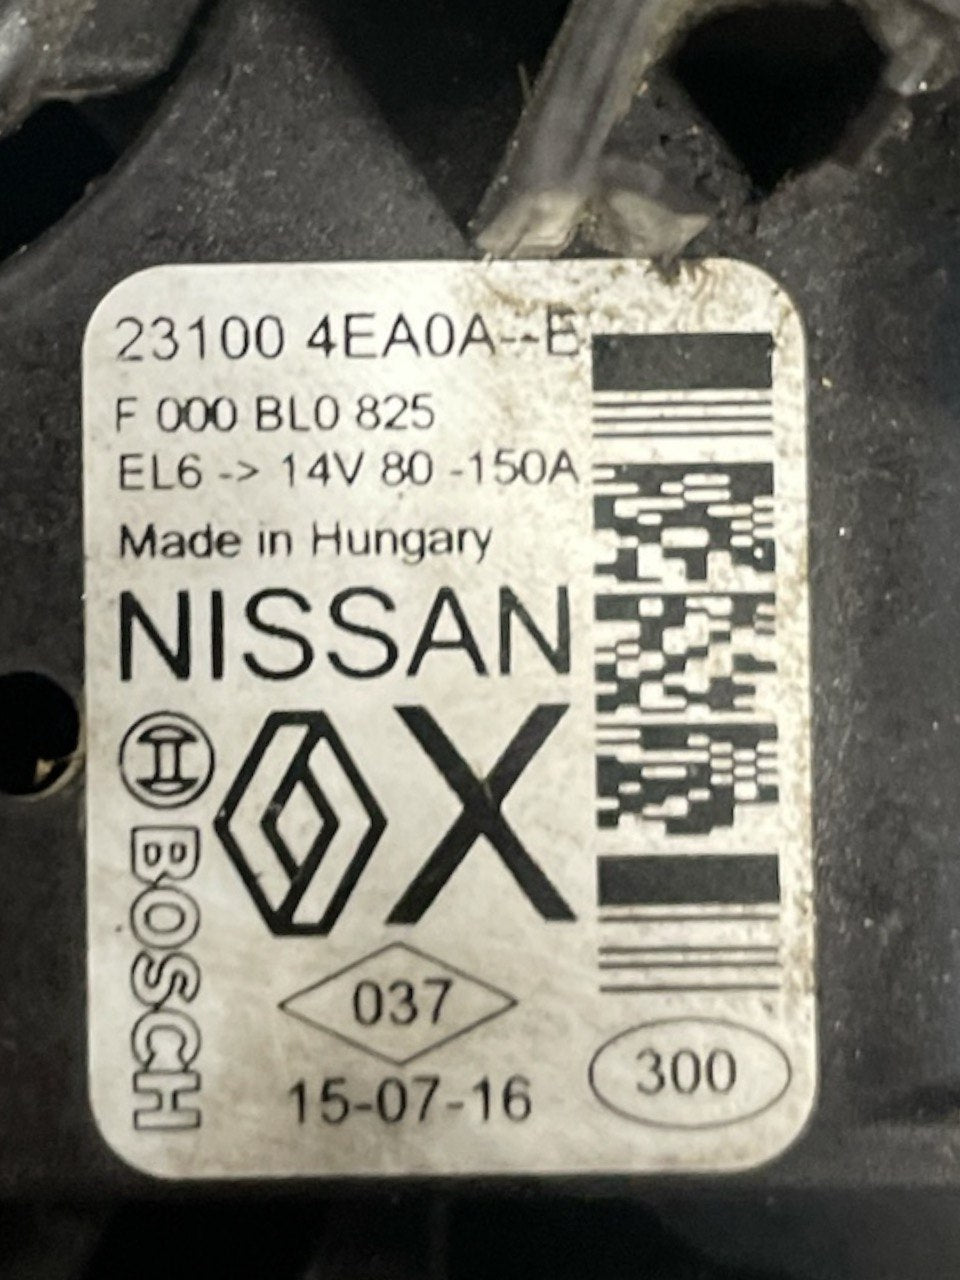 23100 4EA0A--E
F 000 BL0 825
EL6 -> 14V 80 -150A
Made in Hungary
NISSAN
X
BOSCH
037
15-07-16
300